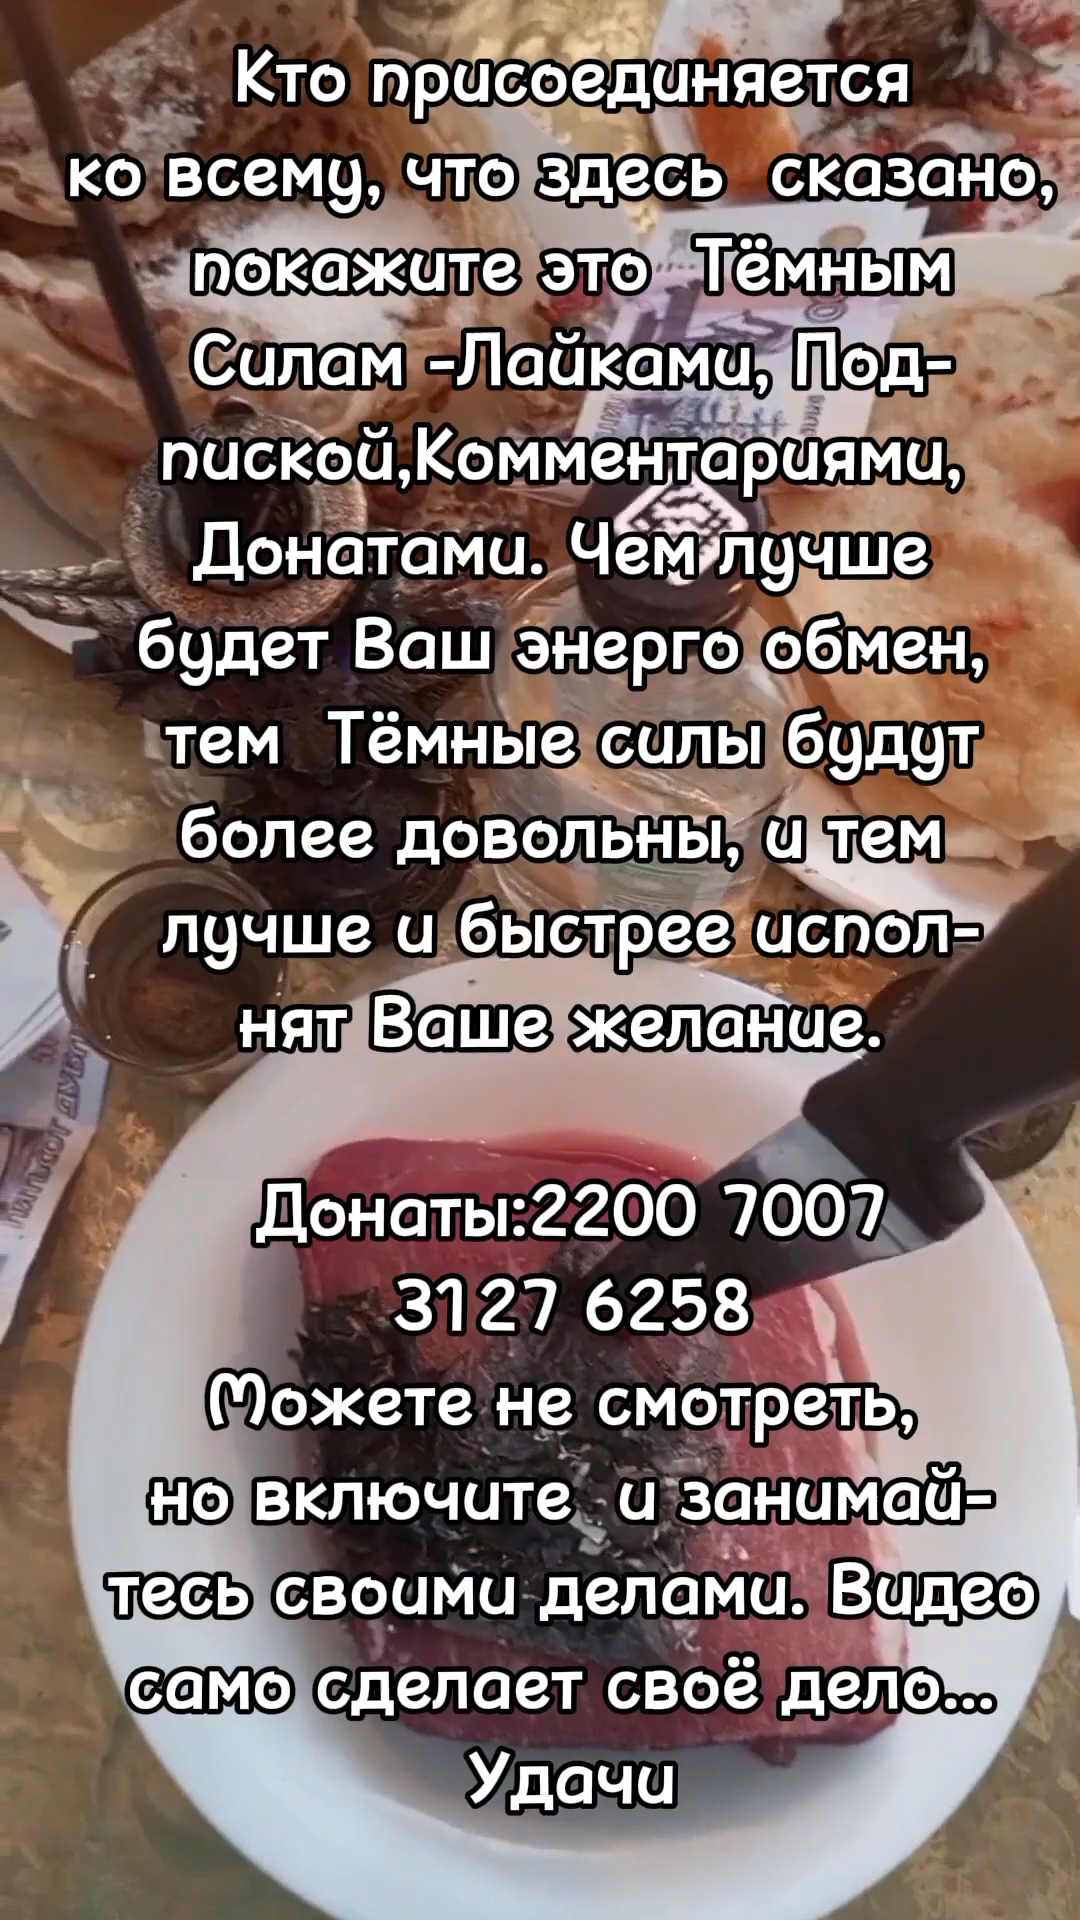 Кто присоединяется
ко всему, что здесь сказано,
покажите это Тёмным
Силам -Лайками, Под-
пиской,Комментариями,
Донатами. Чем лучше
будет Ваш энерго обмен,
тем Тёмные силы будут
более довольны, и тем
лучше и быстрее испол-
нят Ваше желание.
Донаты:2200 7007
3127 6258
Можете не смотреть,
но включите и занимай-
тесь своими делами. Видео
само сделает своё дело...
Удачи